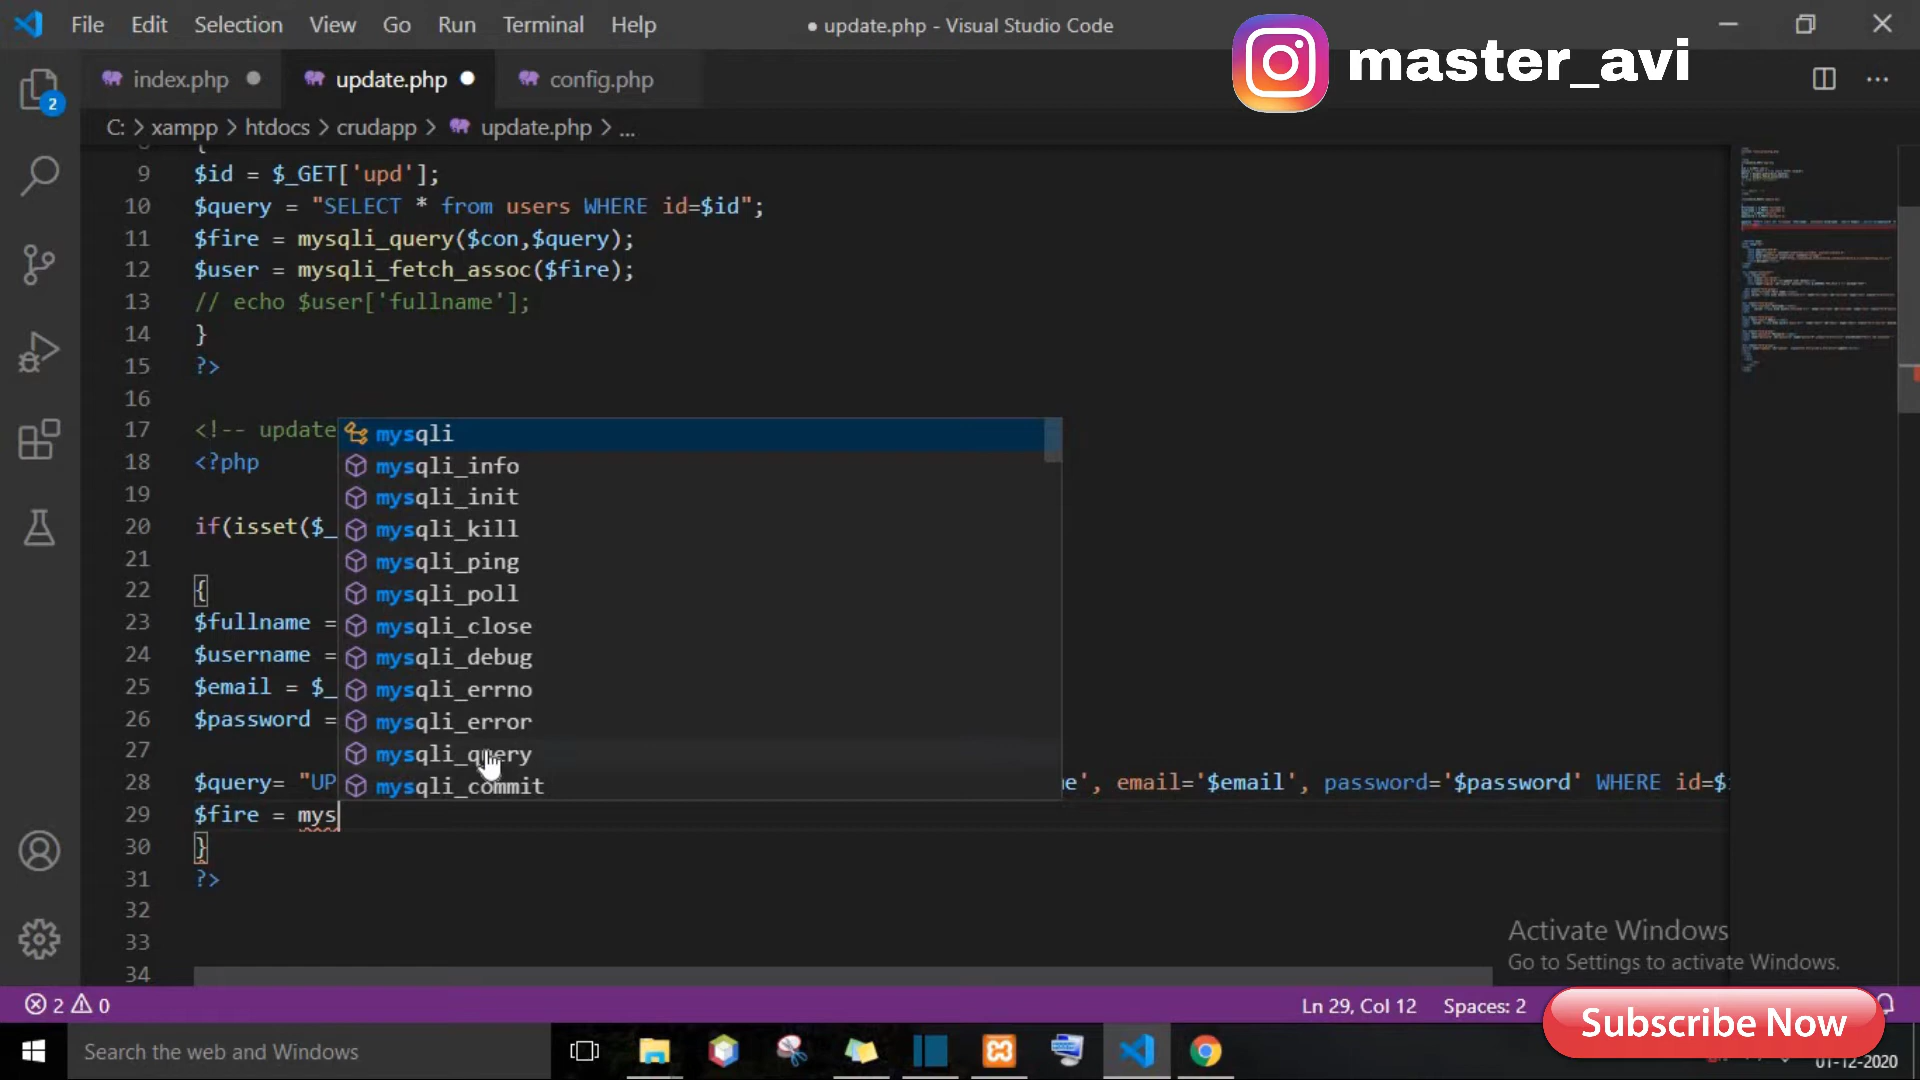 File Edit Selection View Go Run Terminal Help
● update.php - Visual Studio Code
master_avi
index.php
update.php
config.php
C: > xampp > htdocs > crudapp > update.php > ...
2
8 {
9 $id = $_GET['upd'];
10 $query = "SELECT * from users WHERE id=$id";
11 $fire = mysqli_query($con,$query);
12 $user = mysqli_fetch_assoc($fire);
13 // echo $user['fullname'];
14 }
15 ?>
16
17 <!-- update
18 <?php
19
20 if(isset($_
21
22 {
23 $fullname =
24 $username =
25 $email = $_
26 $password =
27
28 $query= "UP
e', email='$email', password='$password' WHERE id=$
29 $fire = mys
30 }
31 ?>
32
33
34
mysqli
mysqli_info
mysqli_init
mysqli_kill
mysqli_ping
mysqli_poll
mysqli_close
mysqli_debug
mysqli_errno
mysqli_error
mysqli_query
mysqli_commit
Activate Windows
Go to Settings to activate Windows.
2 0
Ln 29, Col 12 Spaces: 2
Subscribe Now
Search the web and Windows
01-12-2020